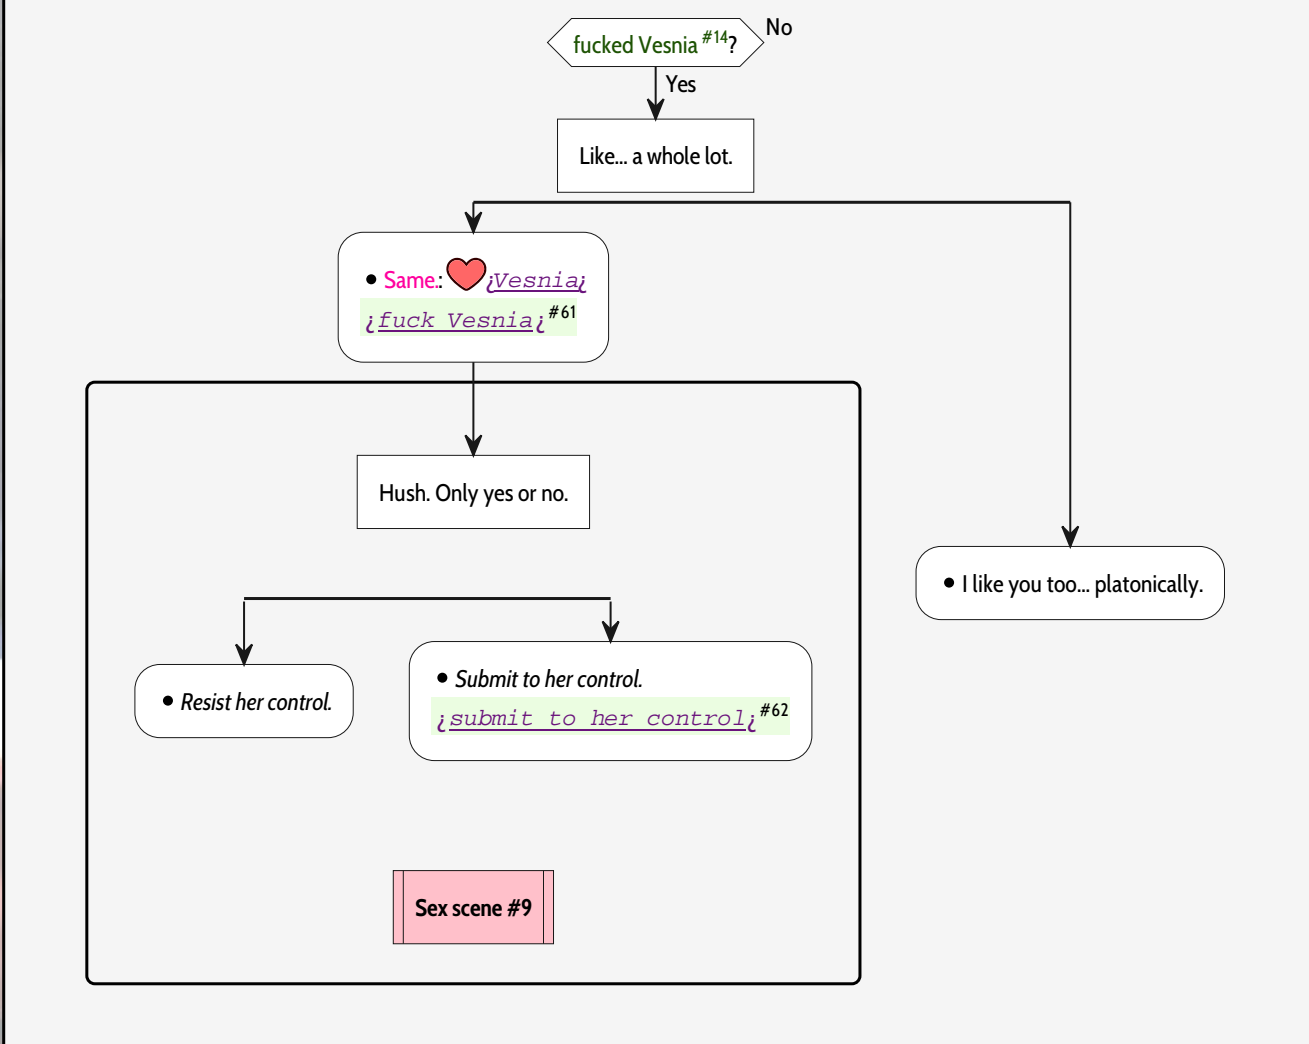 No
fucked Vesnia #14?
Yes
Like... a whole lot.
• Same.: ¿Vesnia¿
¿fuck Vesnia¿#61
Hush. Only yes or no.
• I like you too... platonically.
• Resist her control.
• Submit to her control.
¿submit to her control¿#62
Sex scene #9